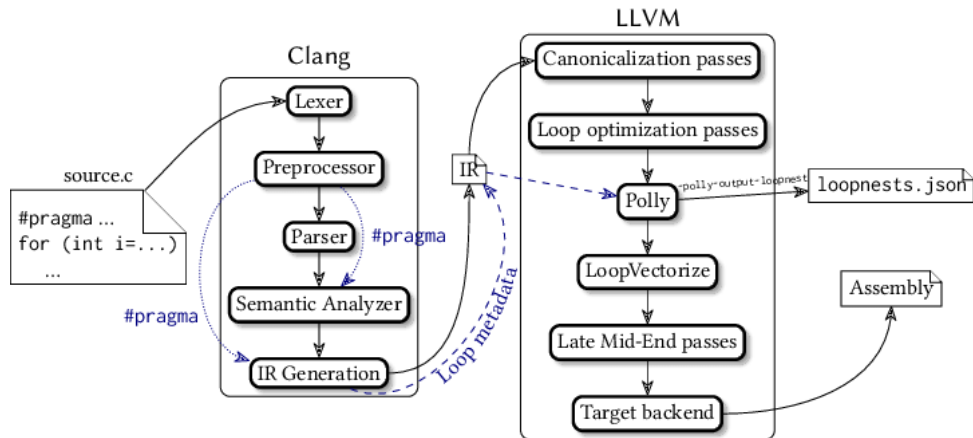 LLVM
Clang
Canonicalization passes
Lexer
Loop optimization passes
Preprocessor
IR
source.c
-polly-output-loopnest
loopnests.json
Polly
#pragma ...
for (int i=...)
...
Parser
#pragma
LoopVectorize
Assembly
Semantic Analyzer
#pragma
Loop metadata
Late Mid-End passes
IR Generation
Target backend